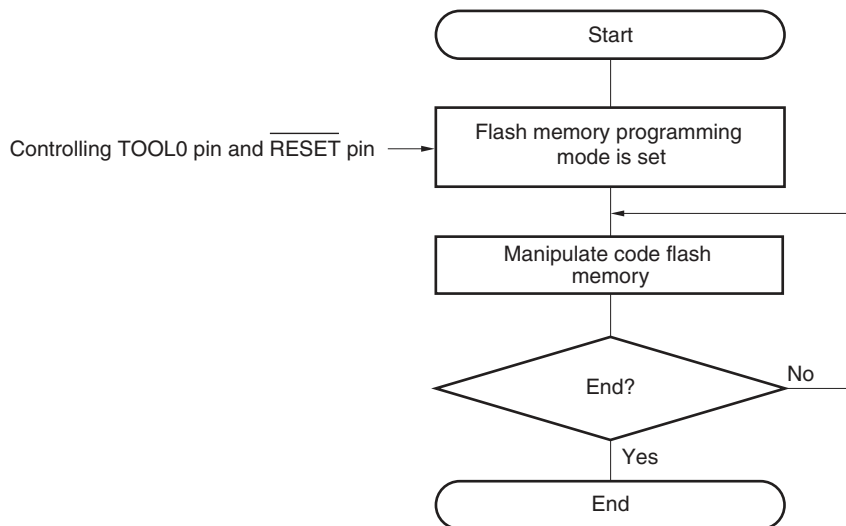 Start
Controlling TOOL0 pin and RESET pin
Flash memory programming
mode is set
Manipulate code flash
memory
End?
No
Yes
End